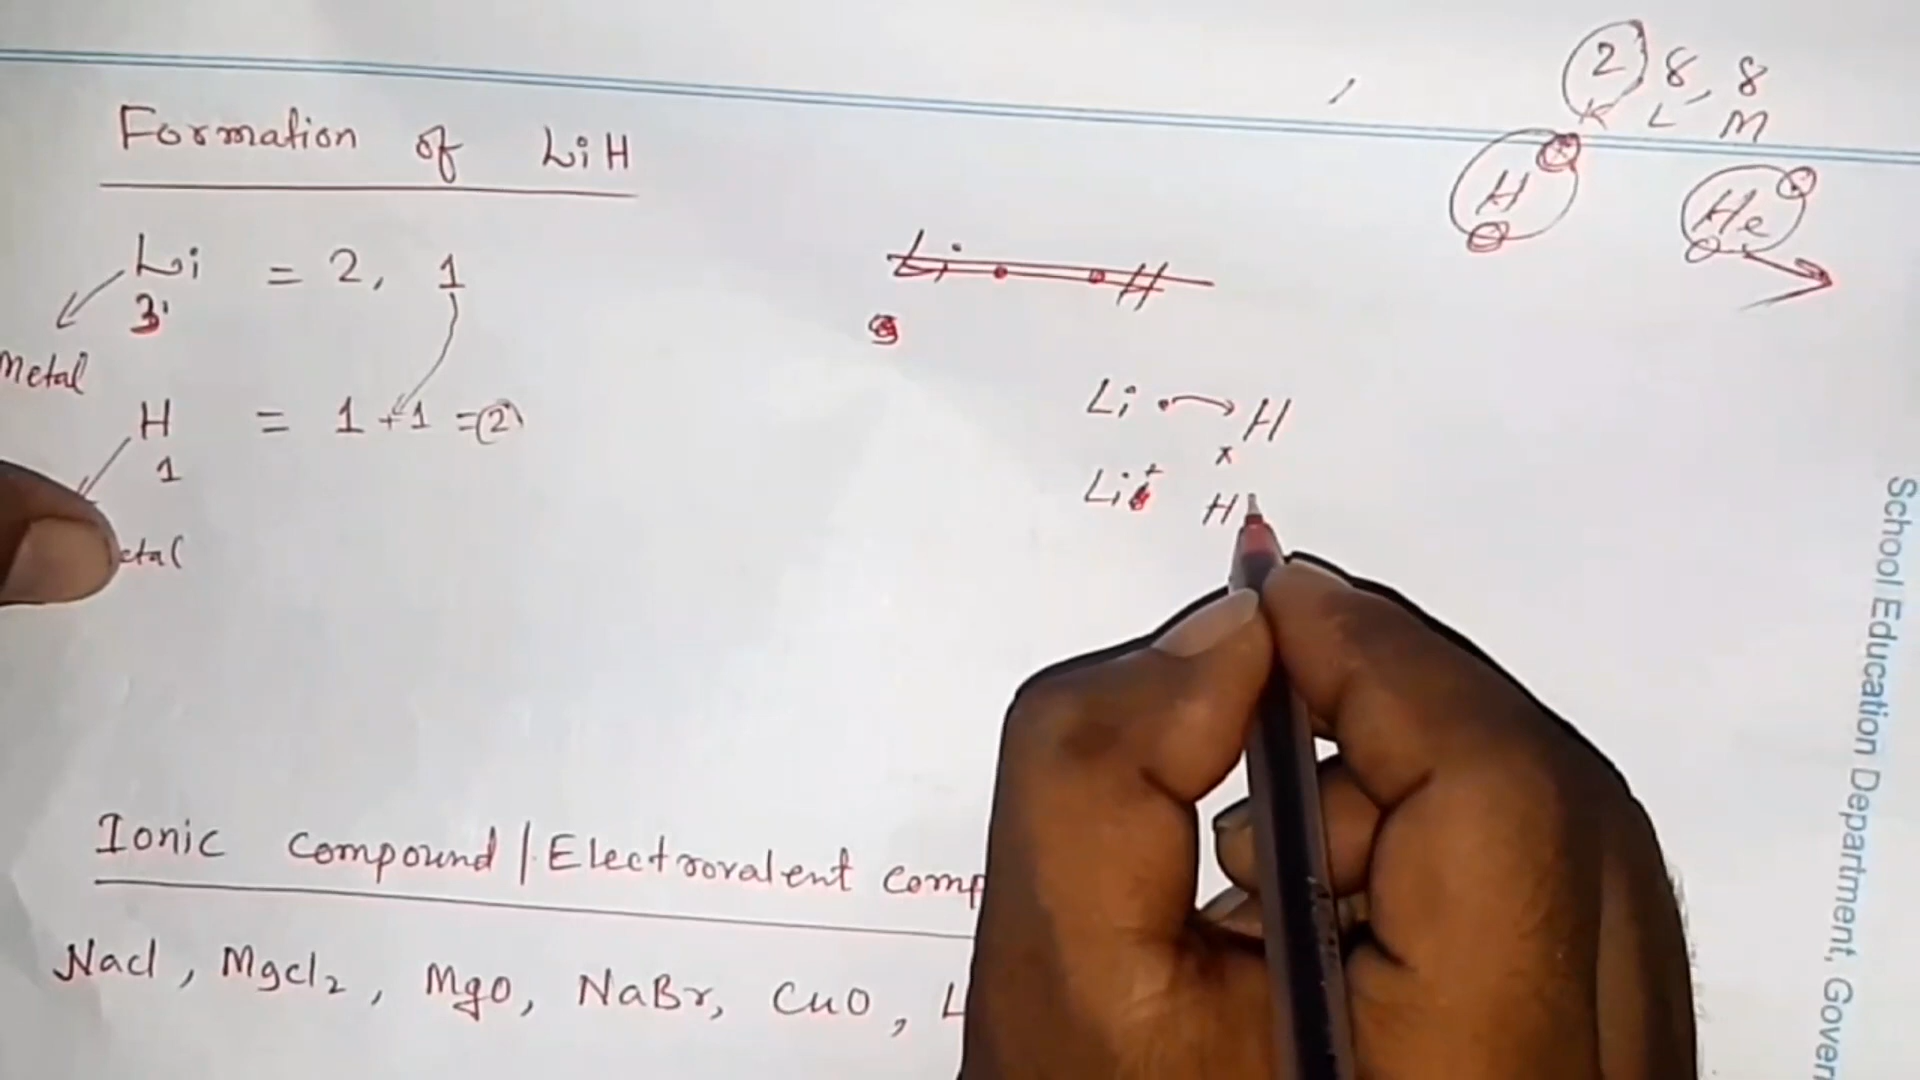 2, 8, 8
K L M
Formation of LiH
H He
Li = 2, 1
3
Li H
Metal
H = 1 + 1 = 2
1
Li H
x
Li+ H
etal
Ionic compound / Electrovalent comp
Nacl, Mgcl2, MgO, NaBr, CuO, L
School Education Department, Gover